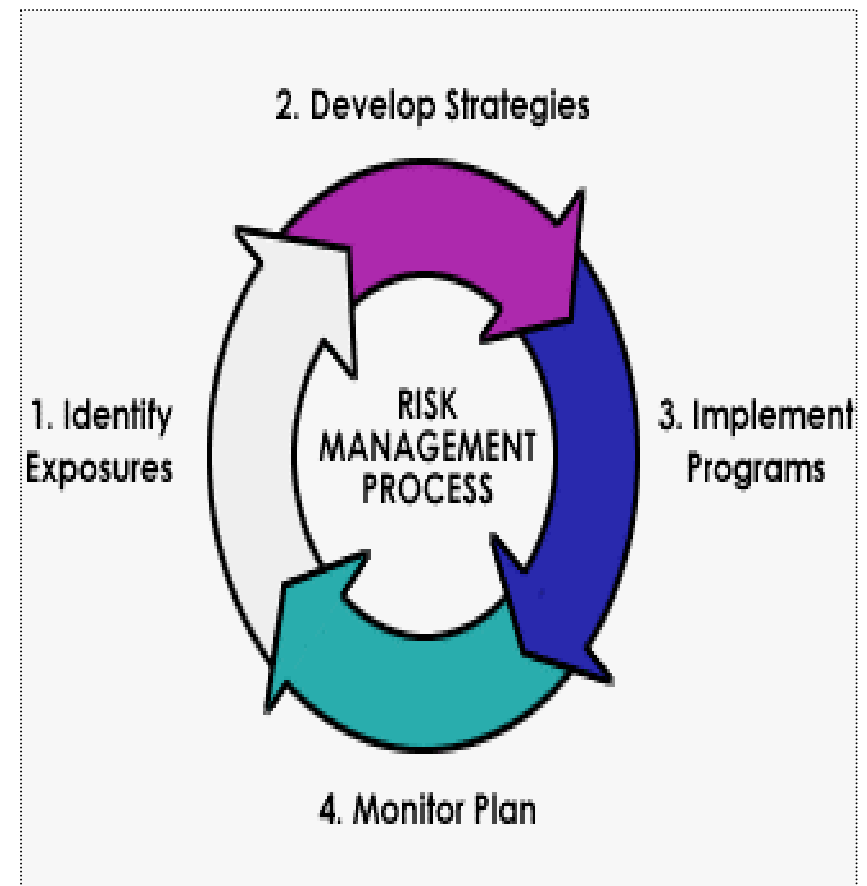 2. Develop Strategies
1. Identify
Exposures
RISK
MANAGEMENT
PROCESS
3. Implement
Programs
4. Monitor Plan